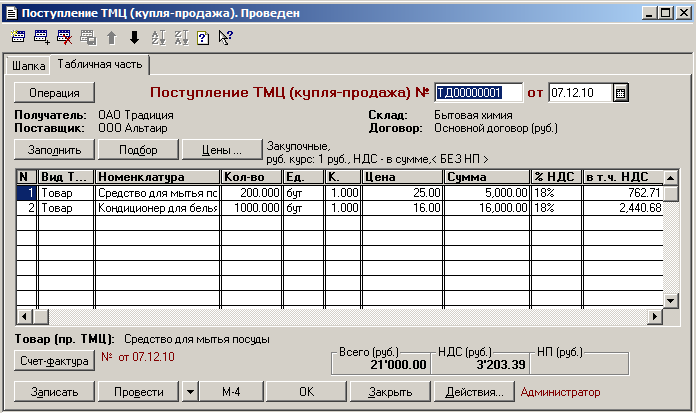 Поступление ТМЦ (купля-продажа). Проведен
Шапка Табличная часть
Операция Поступление ТМЦ (купля-продажа) № ТД00000001 от 07.12.10
Получатель: ОАО Традиция Склад: Бытовая химия
Поставщик: ООО Альтаир Договор: Основной договор (руб.)
Заполнить Подбор Цены ... Закупочные,
руб. курс: 1 руб., НДС - в сумме,< БЕЗ НП >
N Вид Т... Номенклатура Кол-во Ед. К. Цена Сумма % НДС в т.ч. НДС
1 Товар Средство для мытья пос 200.000 бут 1.000 25.00 5,000.00 18% 762.71
2 Товар Кондиционер для белья 1000.000 бут 1.000 16.00 16,000.00 18% 2,440.68
Товар (пр. ТМЦ): Средство для мытья посуды
Счет-фактура № от 07.12.10
Всего (руб.) НДС (руб.) НП (руб.)
21'000.00 3'203.39
Записать Провести М-4 OK Закрыть Действия... Администратор